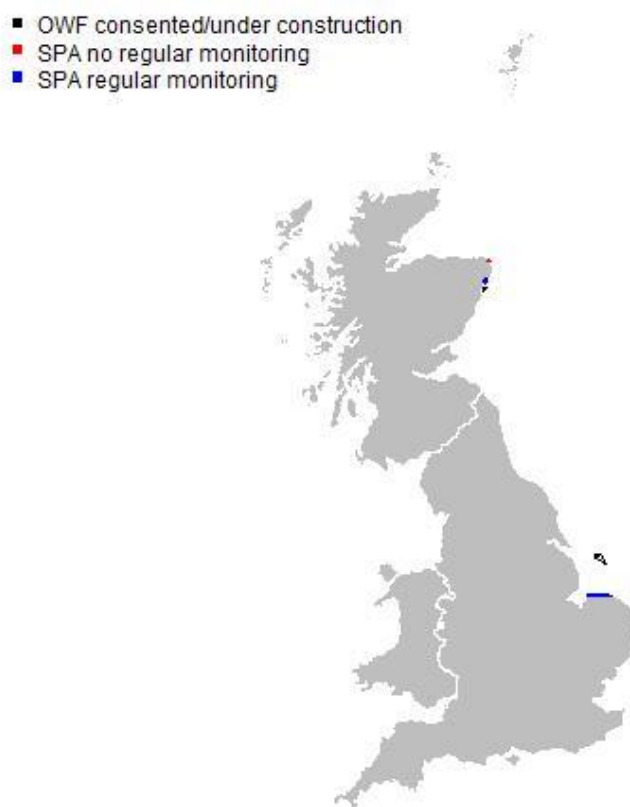 OWF consented/under construction
SPA no regular monitoring
SPA regular monitoring